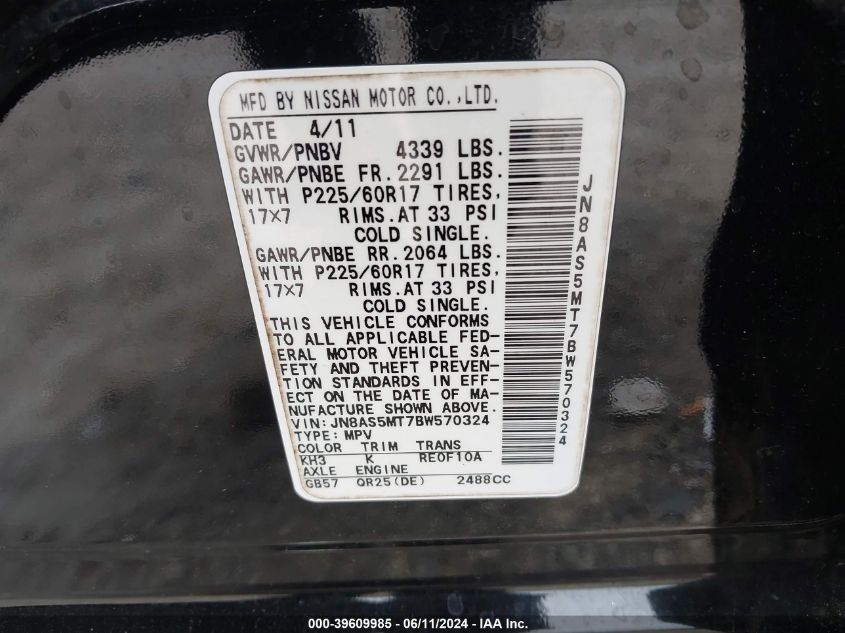 MFD BY NISSAN MOTOR CO.,LTD.
DATE 4/11
GVWR/PNBV 4339 LBS.
GAWR/PNBE FR.2291 LBS.
WITH P225/60R17 TIRES,
17×7 RIMS.AT 33 PSI
COLD SINGLE.
GAWR/PNBE RR.2064 LBS.
WITH P225/60R17 TIRES,
17×7 RIMS.AT 33 PSI
COLD SINGLE.
THIS VEHICLE CONFORMS
TO ALL APPLICABLE FED-
ERAL MOTOR VEHICLE SA-
FETY AND THEFT PREVEN-
TION STANDARDS IN EFF-
ECT ON THE DATE OF MA-
NUFACTURE SHOWN ABOVE.
VIN:JN8AS5MT7BW570324
TYPE:MPV
COLOR TRIM TRANS
KH3 K RE0F10A
AXLE ENGINE
GB57 QR25(DE) 2488CC
JN8AS5MT7BW570324
000-39609985 - 06/11/2024 - IAA Inc.